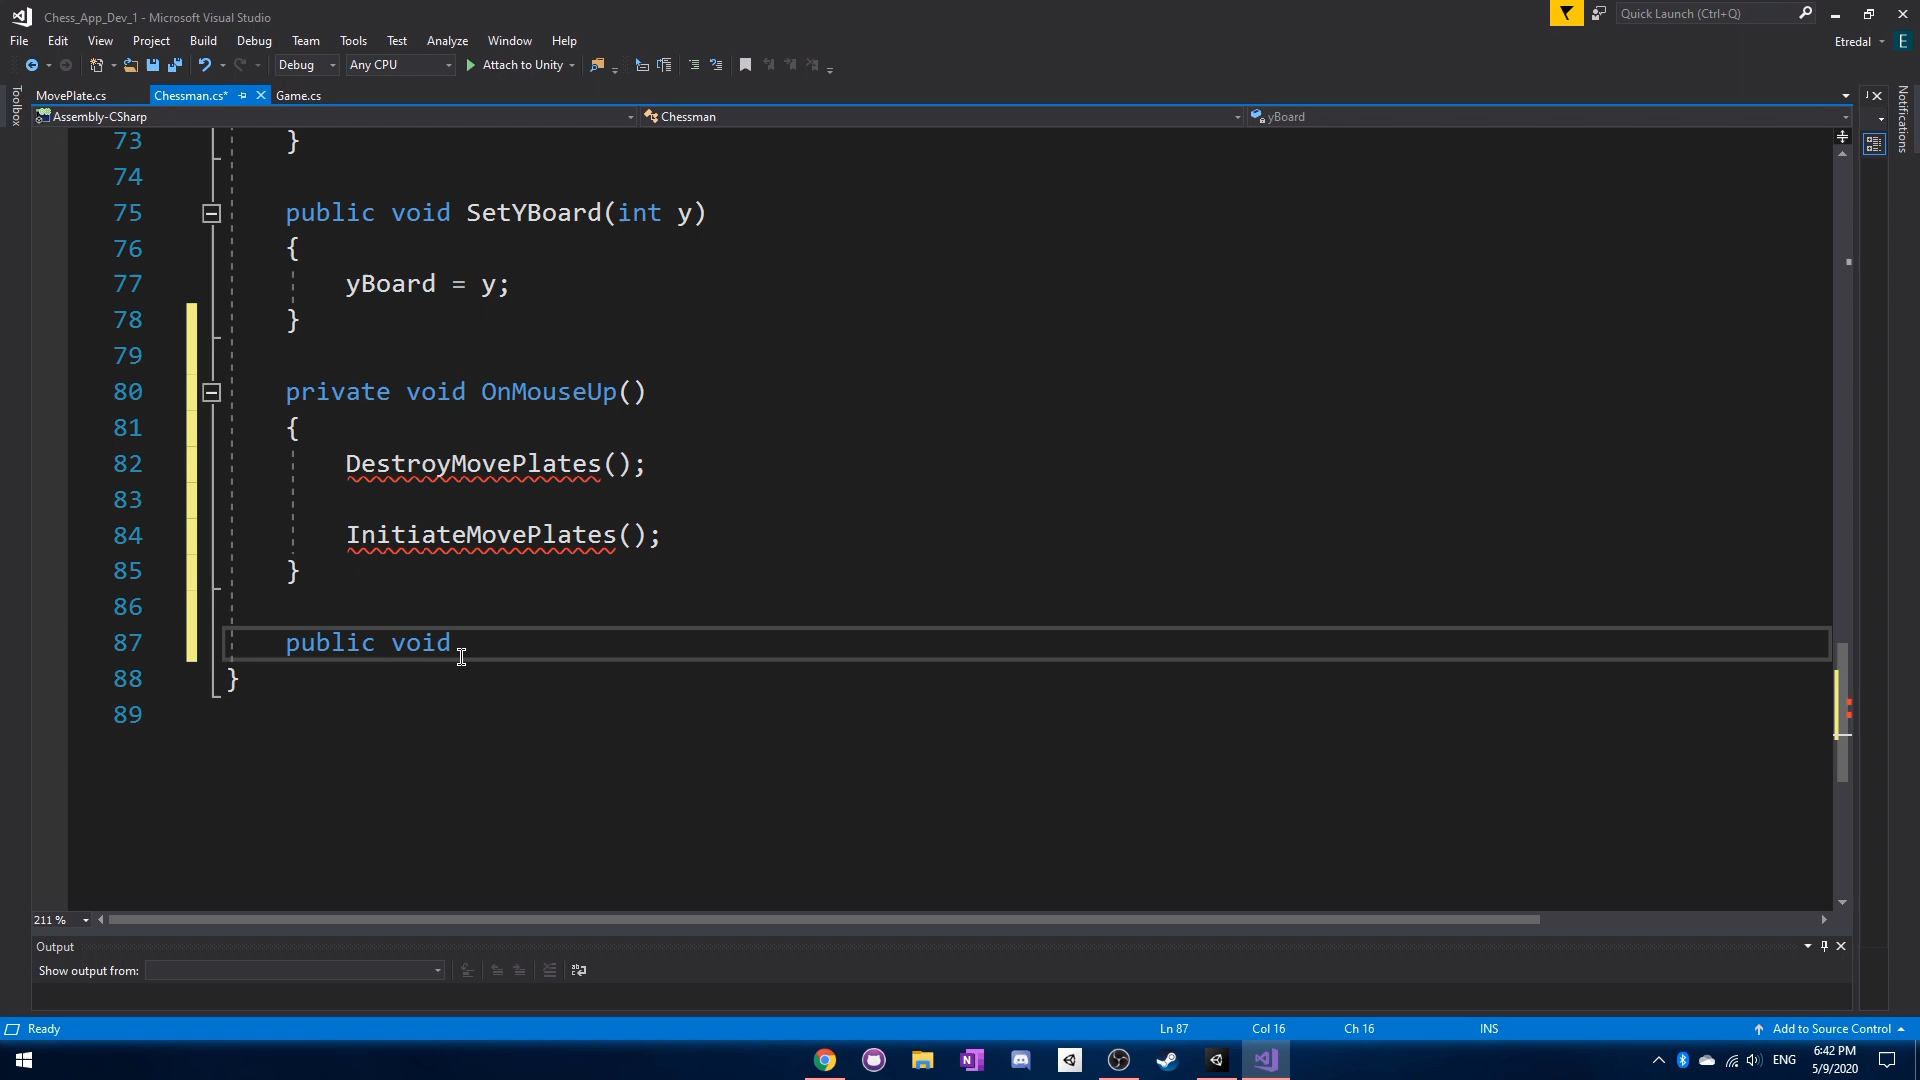 Chess_App_Dev_1 - Microsoft Visual Studio
Quick Launch (Ctrl+Q)
File Edit View Project Build Debug Team Tools Test Analyze Window Help
Etredal E
Debug Any CPU Attach to Unity
Toolbox
MovePlate.cs Chessman.cs* Game.cs
Notifications
Assembly-CSharp Chessman yBoard
73 }
74
75 public void SetYBoard(int y)
76 {
77 yBoard = y;
78 }
79
80 private void OnMouseUp()
81 {
82 DestroyMovePlates();
83
84 InitiateMovePlates();
85 }
86
87 public void
88 }
89
211 %
Output
Show output from:
Ready Ln 87 Col 16 Ch 16 INS Add to Source Control
ENG 6:42 PM
5/9/2020